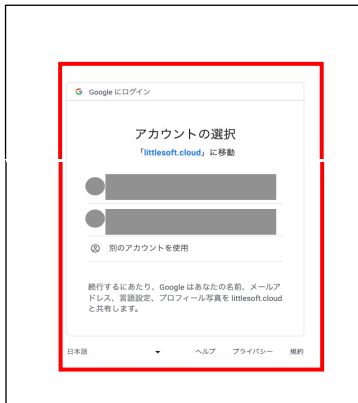 Google にログイン
アカウントの選択
「littlesoft.cloud」に移動
別のアカウントを使用
続行するにあたり、Google はあなたの名前、メールア
ドレス、言語設定、プロフィール写真を littlesoft.cloud
と共有します。
日本語 ヘルプ プライバシー 規約